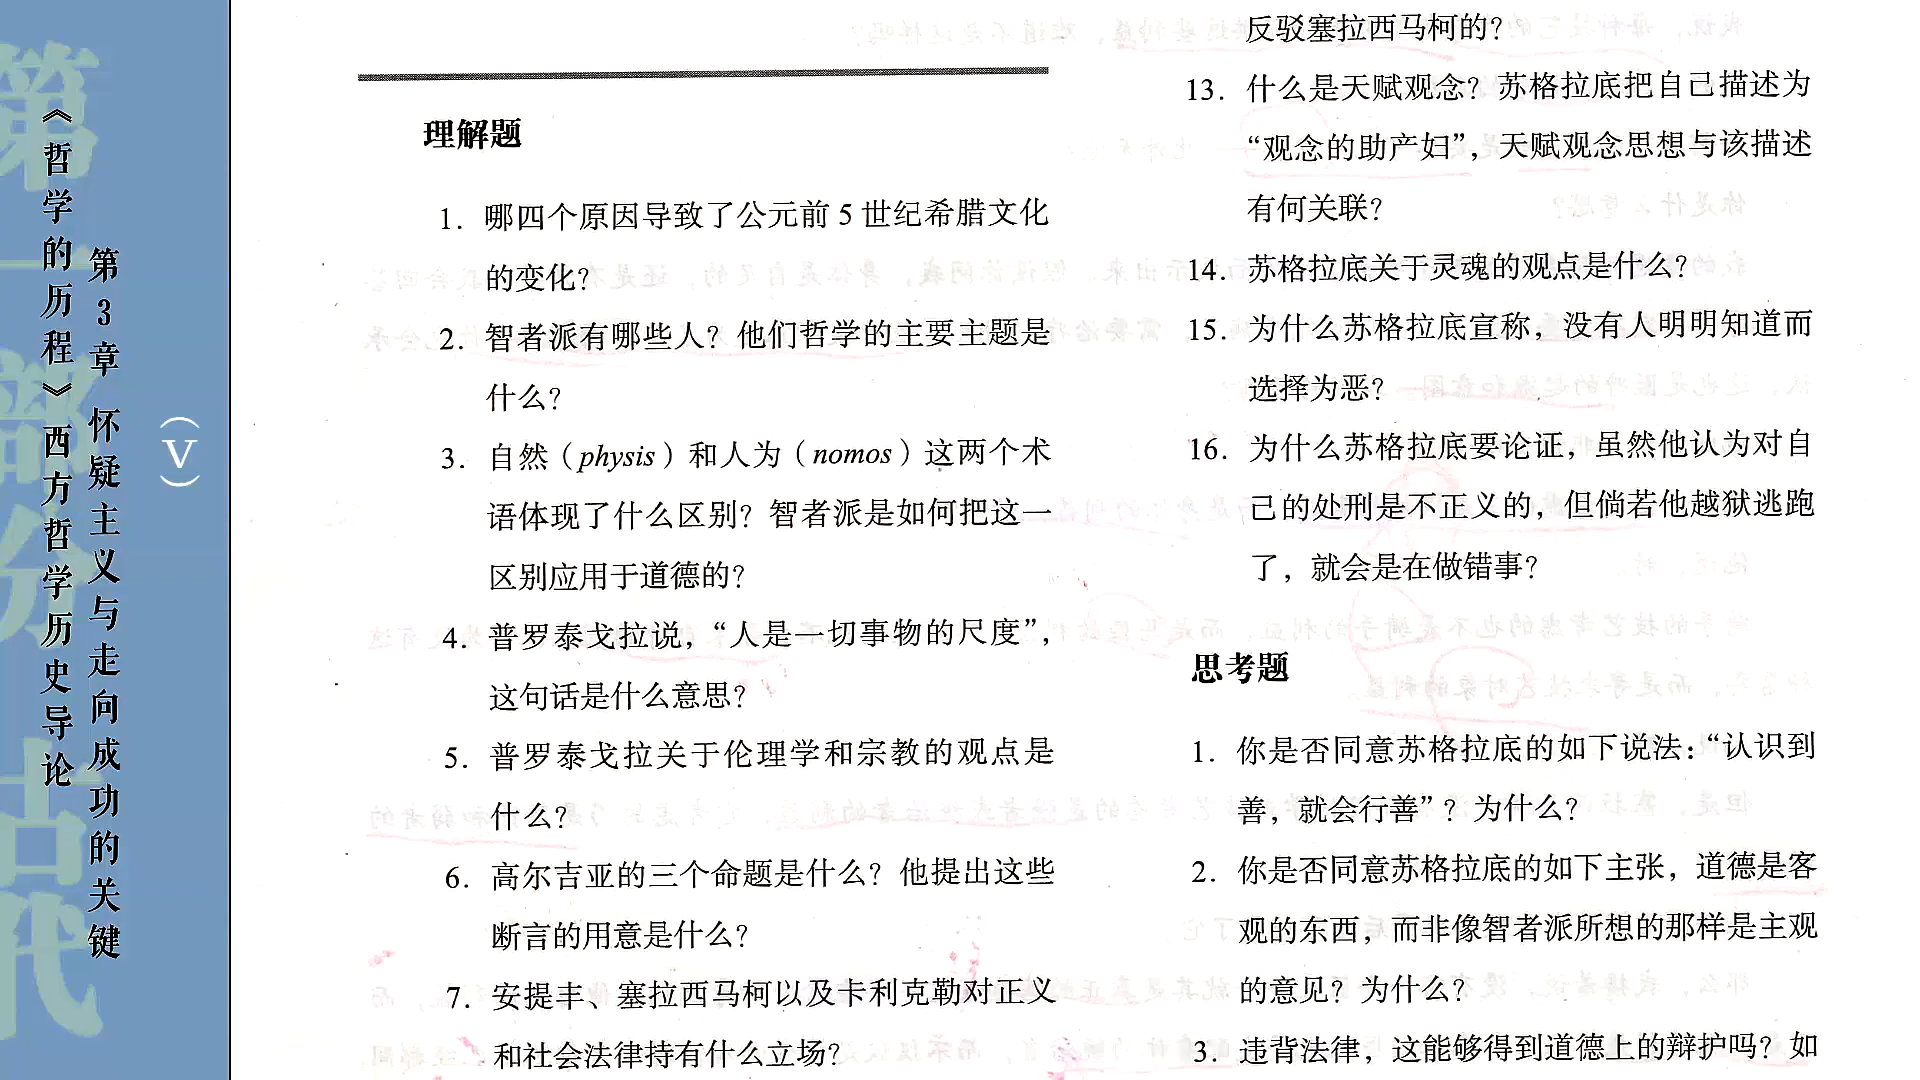 第一部分 古代
《哲学的历程》西方哲学历史导论
第3章 怀疑主义与走向成功的关键
（V）
理解题
1. 哪四个原因导致了公元前 5 世纪希腊文化
的变化？
2. 智者派有哪些人？他们哲学的主要主题是
什么？
3. 自然（physis）和人为（nomos）这两个术
语体现了什么区别？智者派是如何把这一
区别应用于道德的？
4. 普罗泰戈拉说，“人是一切事物的尺度”，
这句话是什么意思？
5. 普罗泰戈拉关于伦理学和宗教的观点是
什么？
6. 高尔吉亚的三个命题是什么？他提出这些
断言的用意是什么？
7. 安提丰、塞拉西马柯以及卡利克勒对正义
和社会法律持有什么立场？
反驳塞拉西马柯的？
13. 什么是天赋观念？苏格拉底把自己描述为
“观念的助产妇”，天赋观念思想与该描述
有何关联？
14. 苏格拉底关于灵魂的观点是什么？
15. 为什么苏格拉底宣称，没有人明明知道而
选择为恶？
16. 为什么苏格拉底要论证，虽然他认为对自
己的处刑是不正义的，但倘若他越狱逃跑
了，就会是在做错事？
思考题
1. 你是否同意苏格拉底的如下说法：“认识到
善，就会行善”？为什么？
2. 你是否同意苏格拉底的如下主张，道德是客
观的东西，而非像智者派所想的那样是主观
的意见？为什么？
3. 违背法律，这能够得到道德上的辩护吗？如